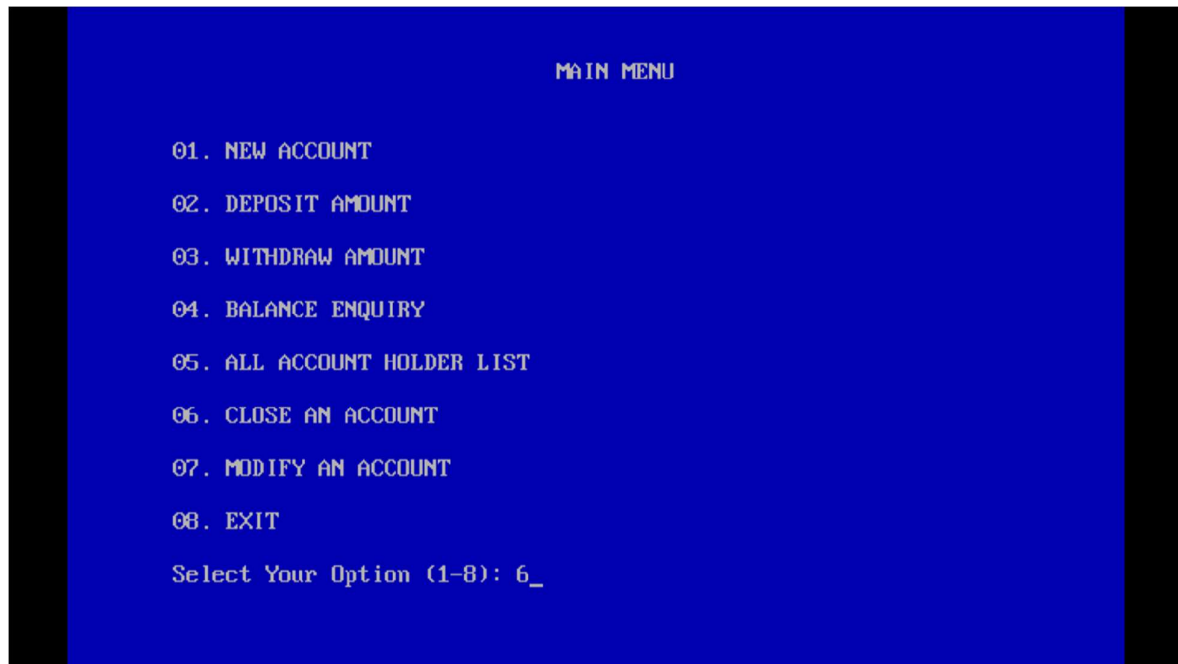 MAIN MENU
01. NEW ACCOUNT
02. DEPOSIT AMOUNT
03. WITHDRAW AMOUNT
04. BALANCE ENQUIRY
05. ALL ACCOUNT HOLDER LIST
06. CLOSE AN ACCOUNT
07. MODIFY AN ACCOUNT
08. EXIT
Select Your Option (1-8): 6_